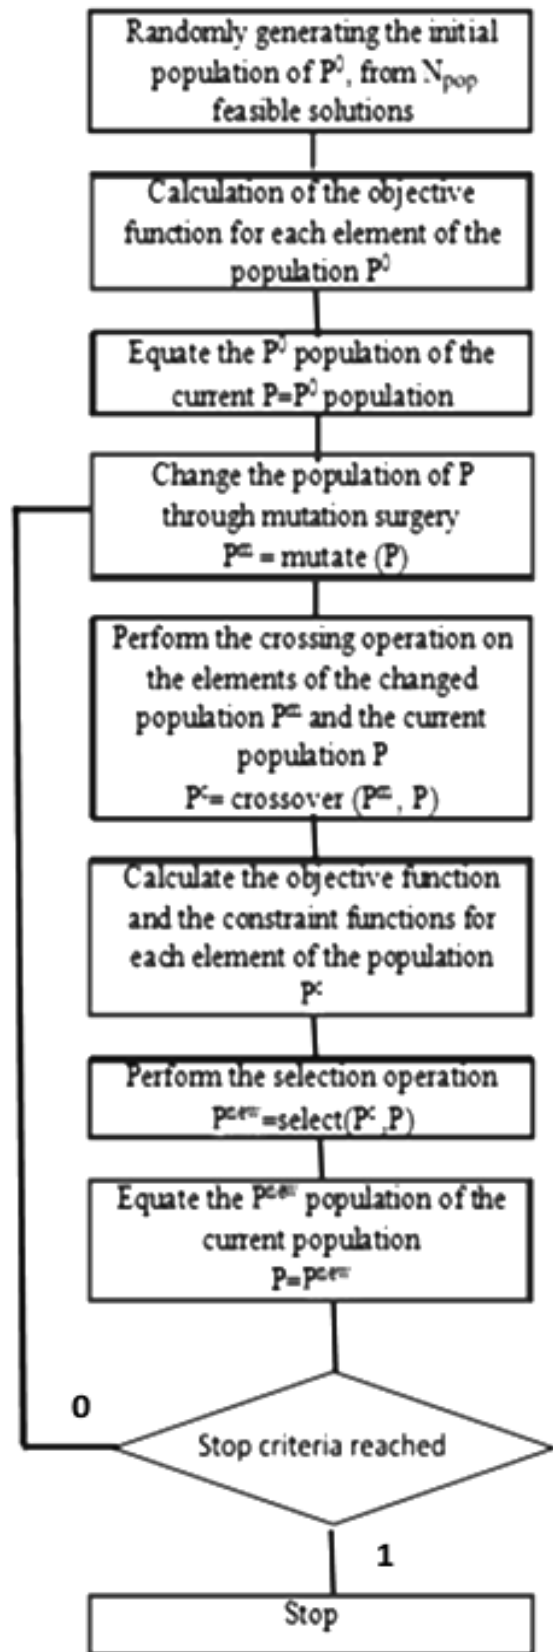 Randomly generating the initial
population of P⁰, from Nₚₒₚ
feasible solutions
Calculation of the objective
function for each element of the
population P⁰
Equate the P⁰ population of the
current P=P⁰ population
Change the population of P
through mutation surgery
Pᵐ = mutate (P)
Perform the crossing operation on
the elements of the changed
population Pᵐ and the current
population P
Pᶜ= crossover (Pᵐ , P)
Calculate the objective function
and the constraint functions for
each element of the population
Pᶜ
Perform the selection operation
Pⁿᵉʷ=select(Pᶜ ,P)
Equate the Pⁿᵉʷ population of the
current population
P=Pⁿᵉʷ
0
Stop criteria reached
1
Stop